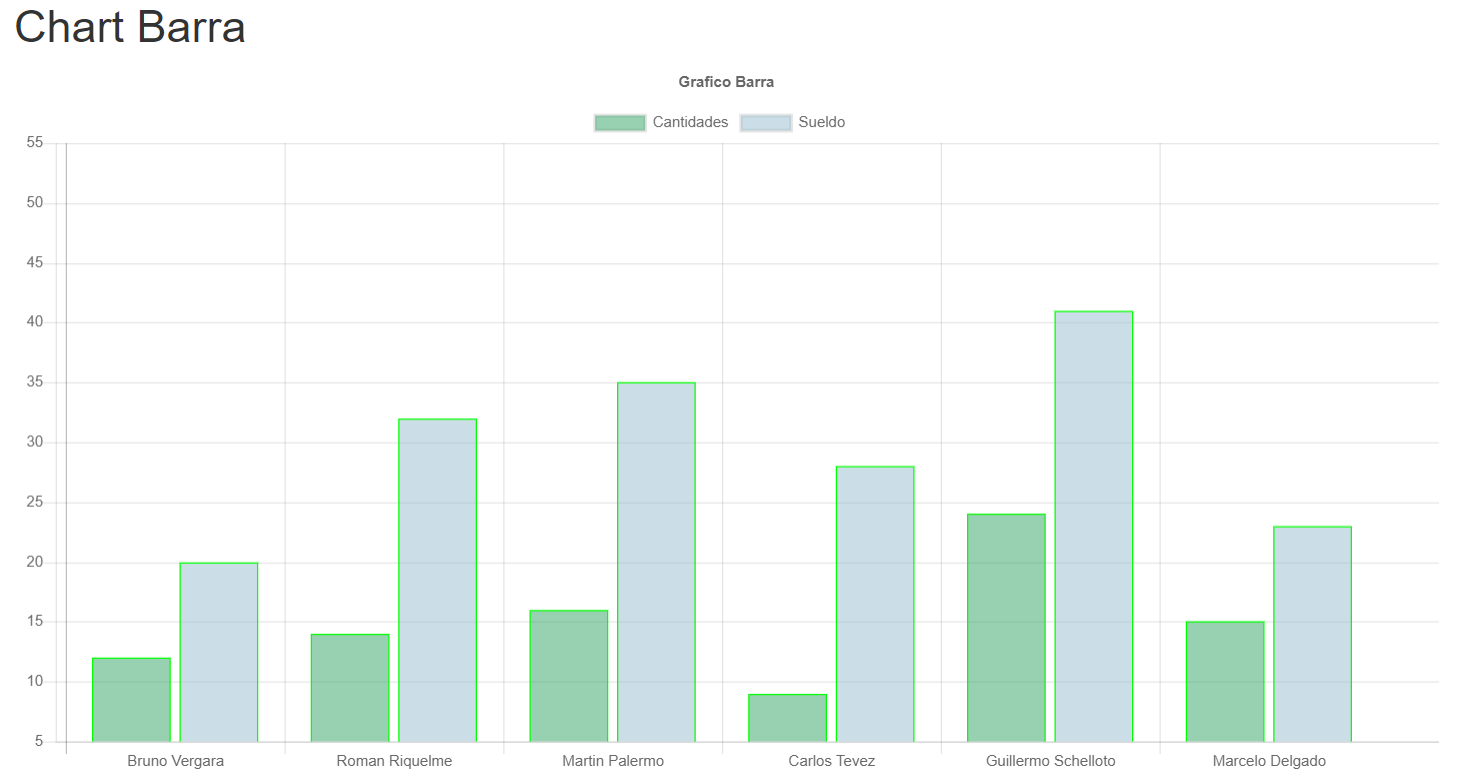 Chart Barra
Grafico Barra
Cantidades Sueldo
55
50
45
40
35
30
25
20
15
10
5
Bruno Vergara Roman Riquelme Martin Palermo Carlos Tevez Guillermo Schelloto Marcelo Delgado